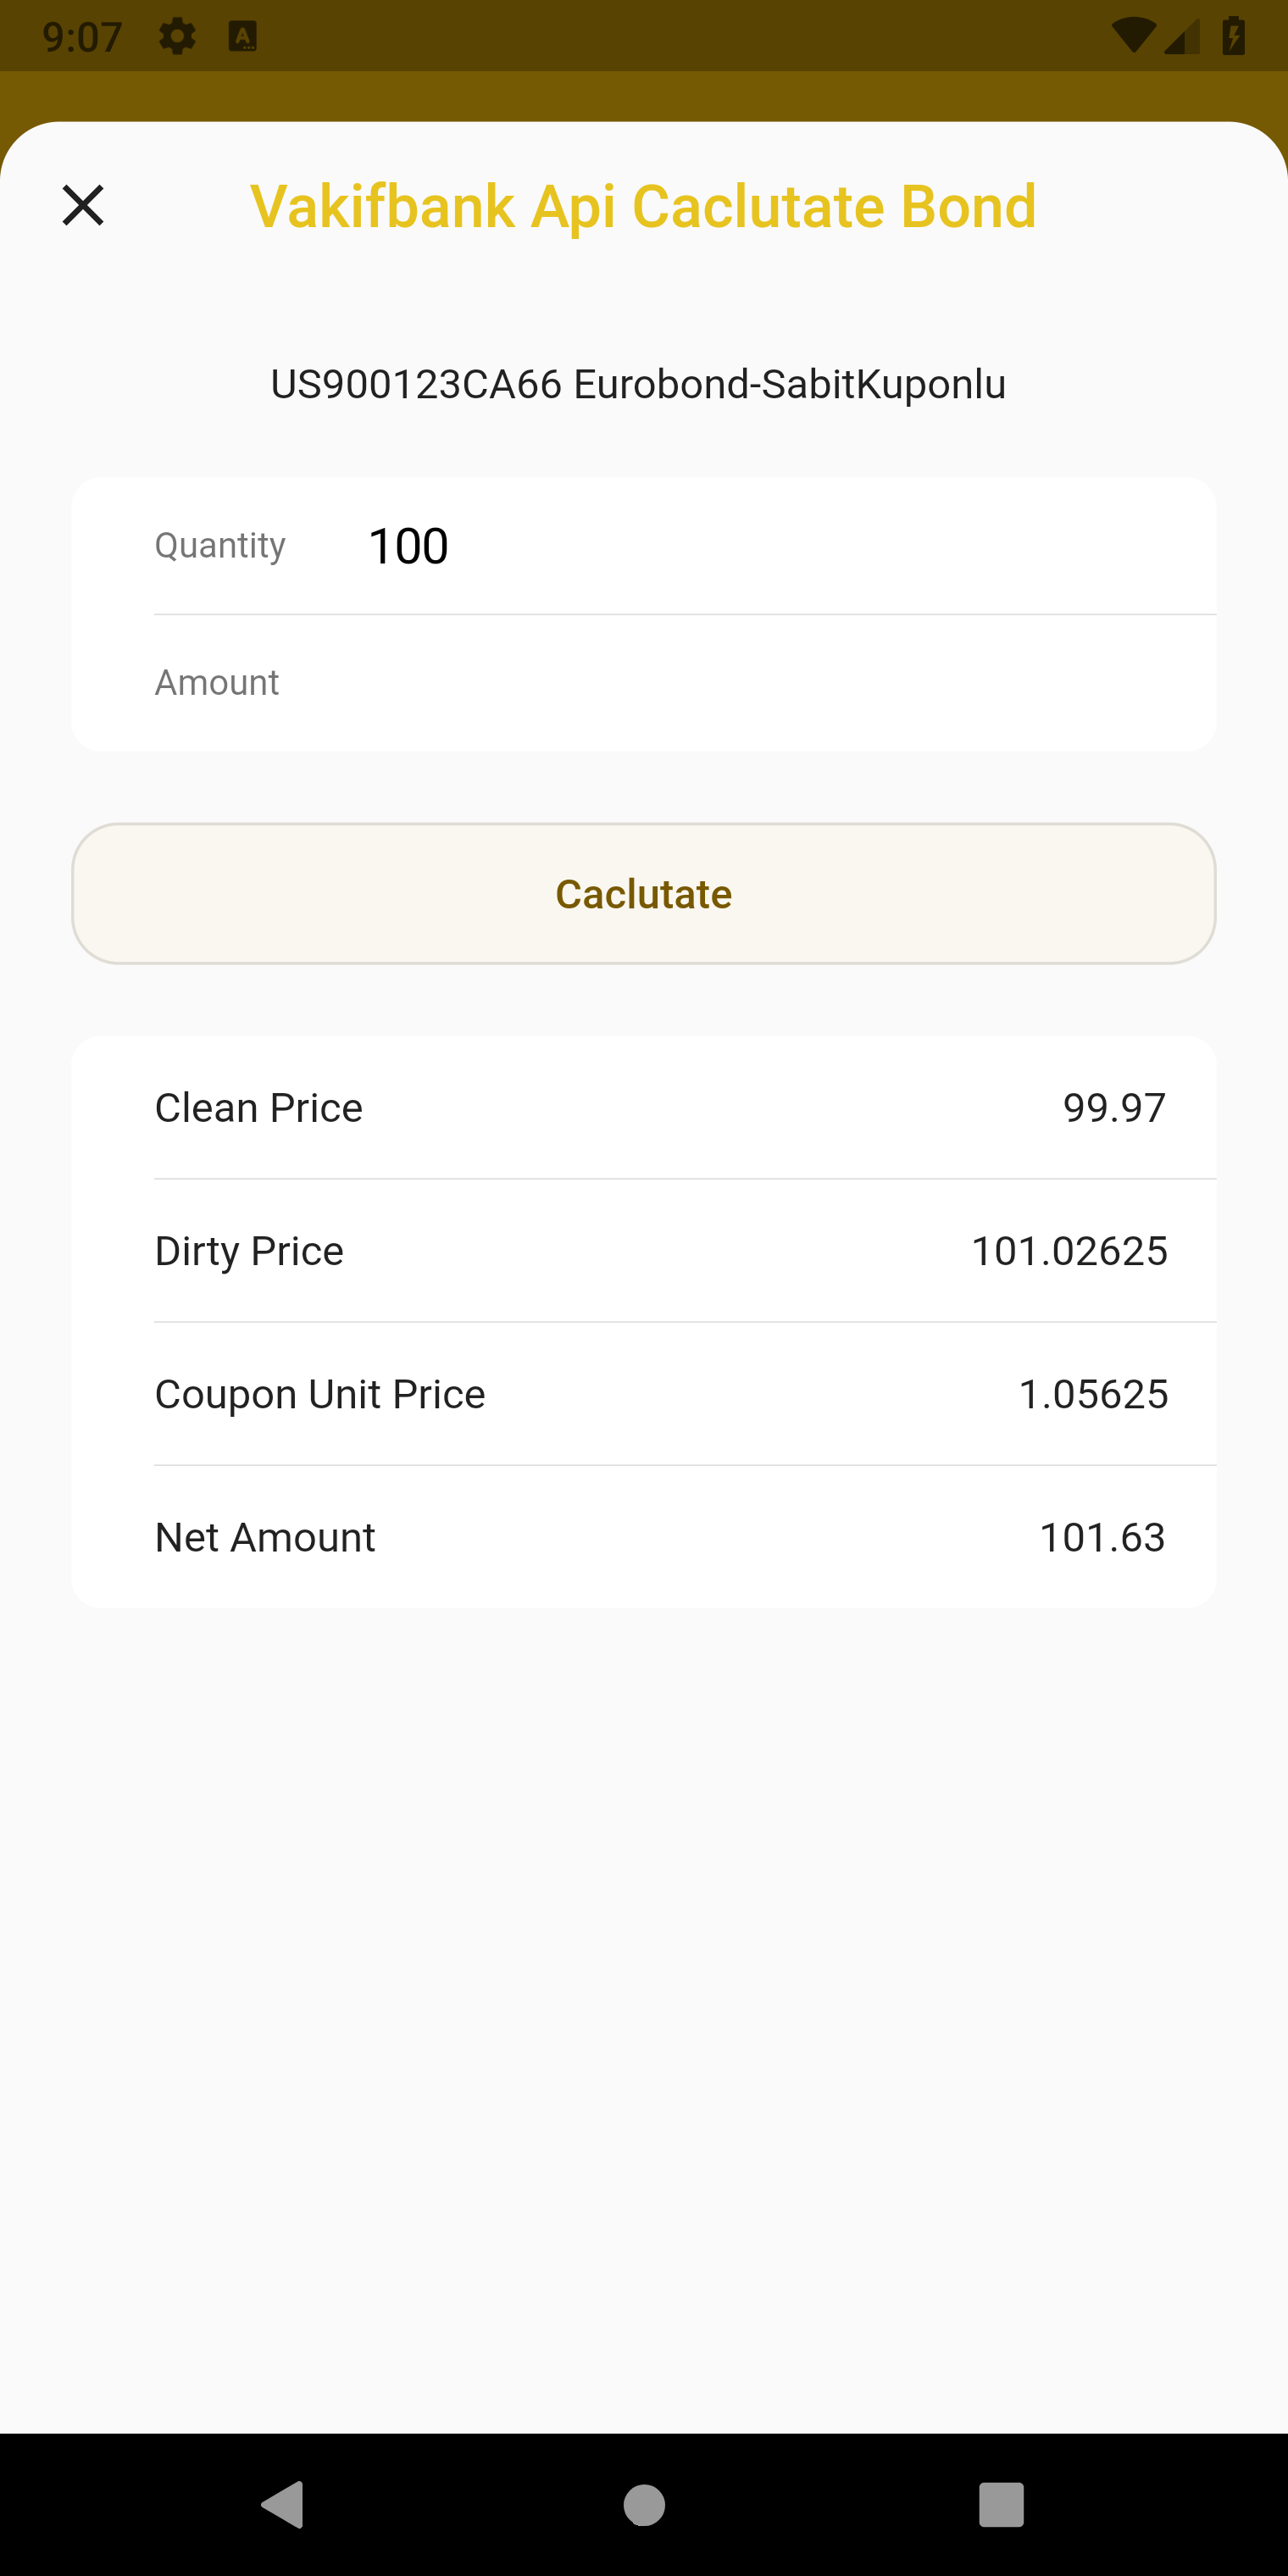 9:07
A
Vakifbank Api Caclutate Bond
US900123CA66 Eurobond-SabitKuponlu
Quantity 100
Amount
Caclutate
Clean Price 99.97
Dirty Price 101.02625
Coupon Unit Price 1.05625
Net Amount 101.63